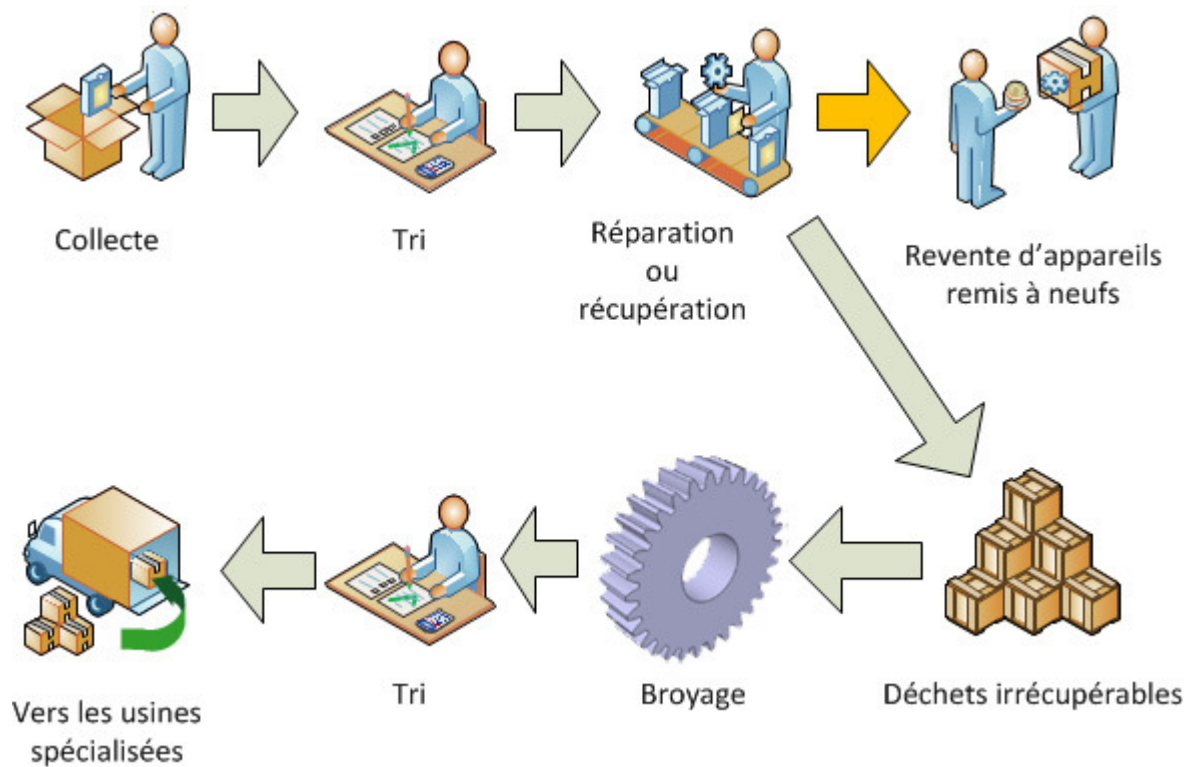 Collecte
Tri
Réparation
ou
récupération
Revente d'appareils
remis à neufs
Vers les usines
spécialisées
Tri
Broyage
Déchets irrécupérables